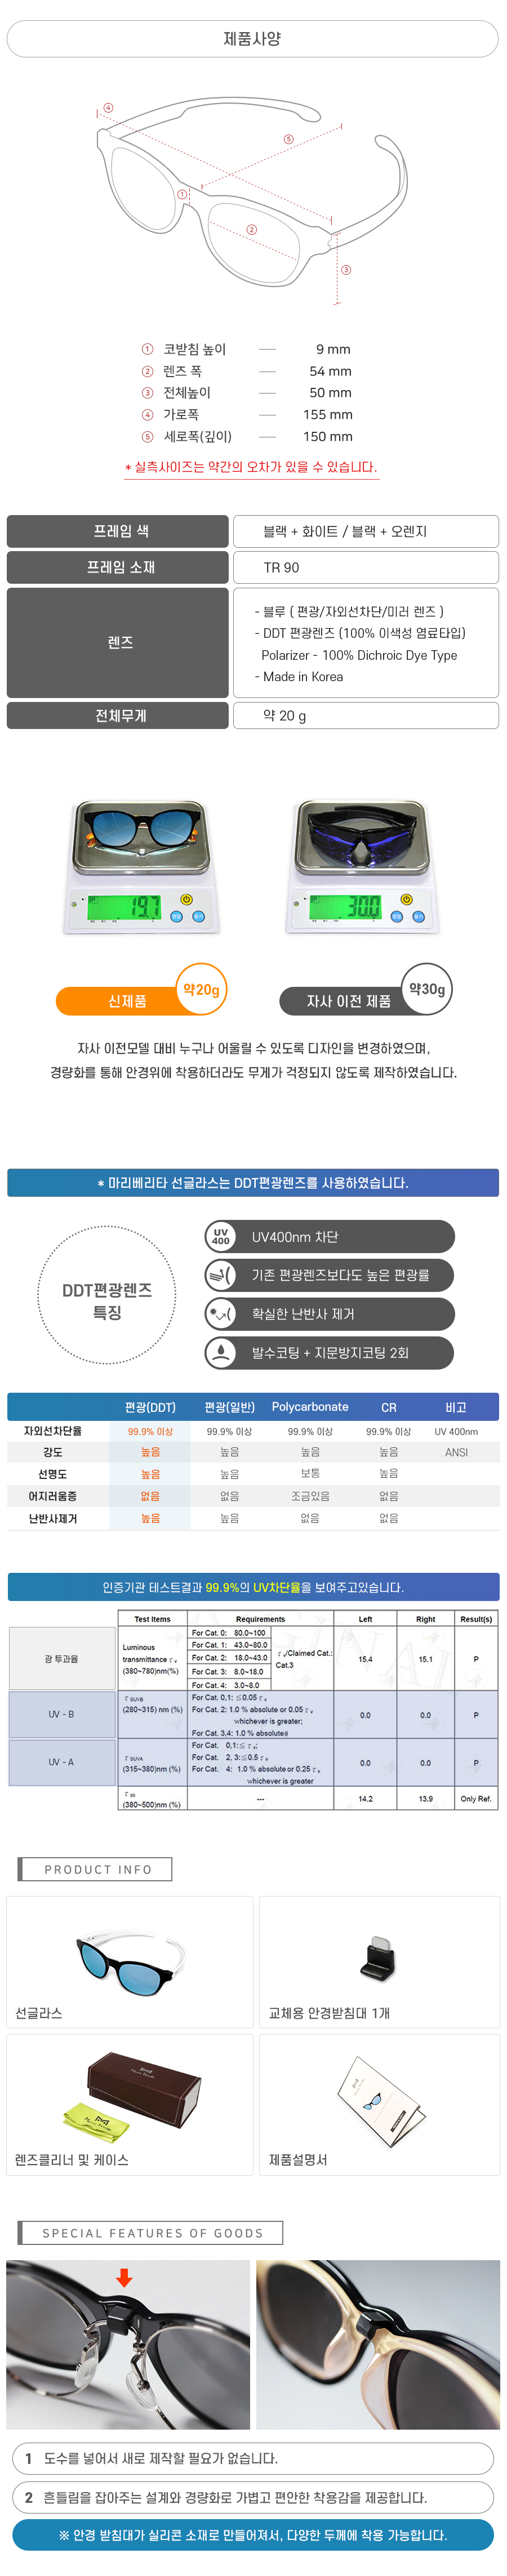 제품사양
④
⑤
①
②
③
① 코받침 높이 — 9 mm
② 렌즈 폭 — 54 mm
③ 전체높이 — 50 mm
④ 가로폭 — 155 mm
⑤ 세로폭(깊이) — 150 mm
* 실측사이즈는 약간의 오차가 있을 수 있습니다.
프레임 색 블랙 + 화이트 / 블랙 + 오렌지
프레임 소재 TR 90
렌즈
- 블루 ( 편광/자외선차단/미러 렌즈 )
- DDT 편광렌즈 (100% 이색성 염료타입)
Polarizer - 100% Dichroic Dye Type
- Made in Korea
전체무게 약 20 g
19.7
30.0
신제품 약20g
자사 이전 제품 약30g
자사 이전모델 대비 누구나 어울릴 수 있도록 디자인을 변경하였으며,
경량화를 통해 안경위에 착용하더라도 무게가 걱정되지 않도록 제작하였습니다.
* 마리베리타 선글라스는 DDT편광렌즈를 사용하였습니다.
DDT편광렌즈
특징
UV
400
UV400nm 차단
기존 편광렌즈보다도 높은 편광률
확실한 난반사 제거
발수코팅 + 지문방지코팅 2회
편광(DDT) 편광(일반) Polycarbonate CR 비고
자외선차단율 99.9% 이상 99.9% 이상 99.9% 이상 99.9% 이상 UV 400nm
강도 높음 높음 높음 높음 ANSI
선명도 높음 높음 보통 높음
어지러움증 없음 없음 조금있음 없음
난반사제거 높음 높음 없음 없음
인증기관 테스트결과 99.9%의 UV차단율을 보여주고있습니다.
Test Items Requirements Left Right Result(s)
광 투과율
Luminous
transmittance τv
(380~780)nm(%)
For Cat. 0: 80.0~100
For Cat. 1: 43.0~80.0
For Cat. 2: 18.0~43.0
For Cat. 3: 8.0~18.0
For Cat. 4: 3.0~8.0
τv/Claimed Cat.:
Cat.3
15.4 15.1 P
UV - B
τ SUVB
(280~315) nm (%)
For Cat. 0,1: ≦0.05 τv
For Cat. 2: 1.0 % absolute or 0.05 τv
whichever is greater;
For Cat. 3,4: 1.0 % absolute
0.0 0.0 P
UV - A
τ SUVA
(315~380)nm (%)
For Cat. 0,1:≦ τv;
For Cat. 2, 3:≦0.5 τv
For Cat. 4: 1.0 % absolute or 0.25 τv
whichever is greater
0.0 0.0 P
(380~500)nm (%) --- 14.2 13.9 Only Ref.
PRODUCT INFO
선글라스
교체용 안경받침대 1개
렌즈클리너 및 케이스
제품설명서
SPECIAL FEATURES OF GOODS
1 도수를 넣어서 새로 제작할 필요가 없습니다.
2 흔들림을 잡아주는 설계와 경량화로 가볍고 편안한 착용감을 제공합니다.
※ 안경 받침대가 실리콘 소재로 만들어져서, 다양한 두께에 착용 가능합니다.